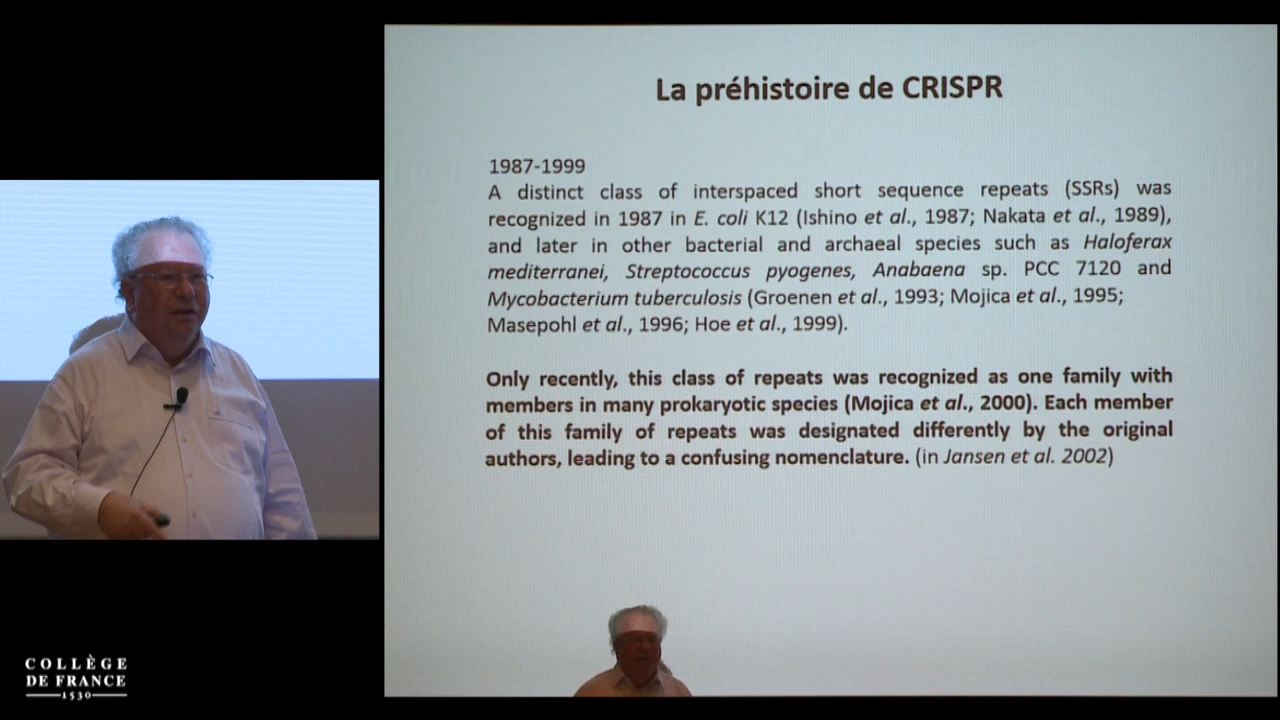 La préhistoire de CRISPR
1987-1999
A distinct class of interspaced short sequence repeats (SSRs) was
recognized in 1987 in E. coli K12 (Ishino et al., 1987; Nakata et al., 1989),
and later in other bacterial and archaeal species such as Haloferax
mediterranei, Streptococcus pyogenes, Anabaena sp. PCC 7120 and
Mycobacterium tuberculosis (Groenen et al., 1993; Mojica et al., 1995;
Masepohl et al., 1996; Hoe et al., 1999).
Only recently, this class of repeats was recognized as one family with
members in many prokaryotic species (Mojica et al., 2000). Each member
of this family of repeats was designated differently by the original
authors, leading to a confusing nomenclature. (in Jansen et al. 2002)
COLLÈGE
DE FRANCE
1530